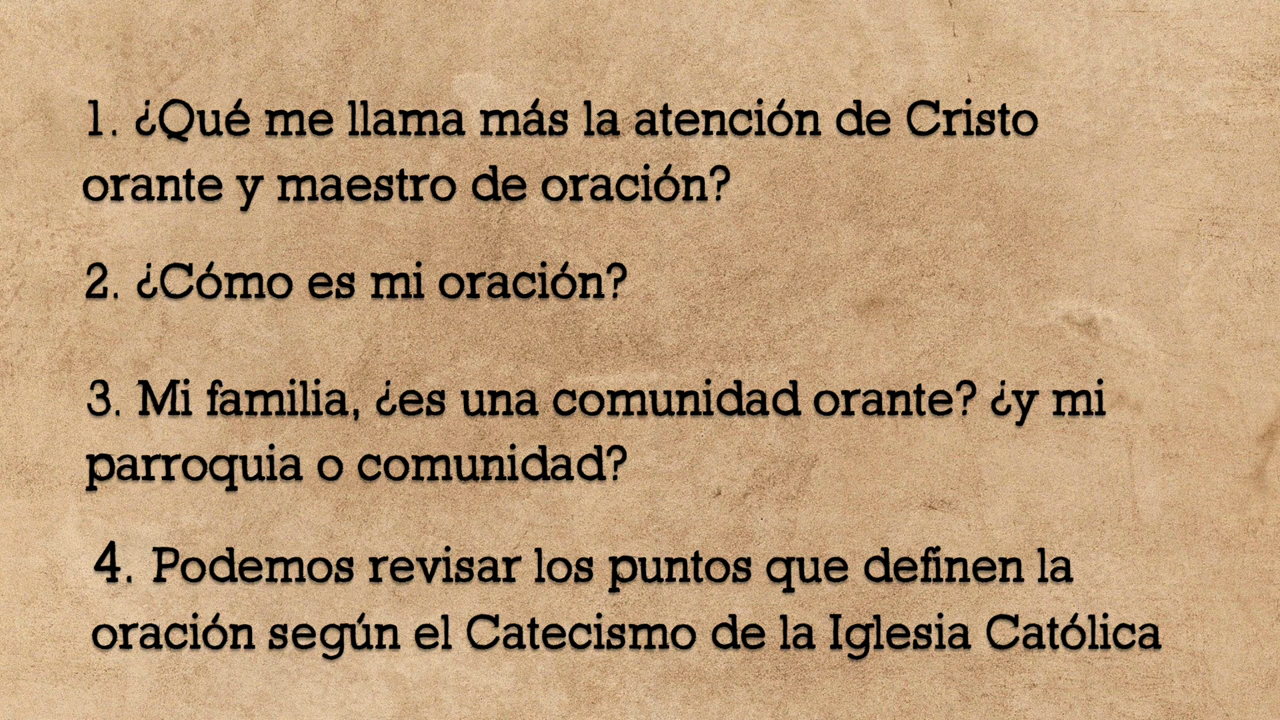 1. ¿Qué me llama más la atención de Cristo
orante y maestro de oración?
2. ¿Cómo es mi oración?
3. Mi familia, ¿es una comunidad orante? ¿y mi
parroquia o comunidad?
4. Podemos revisar los puntos que definen la
oración según el Catecismo de la Iglesia Católica